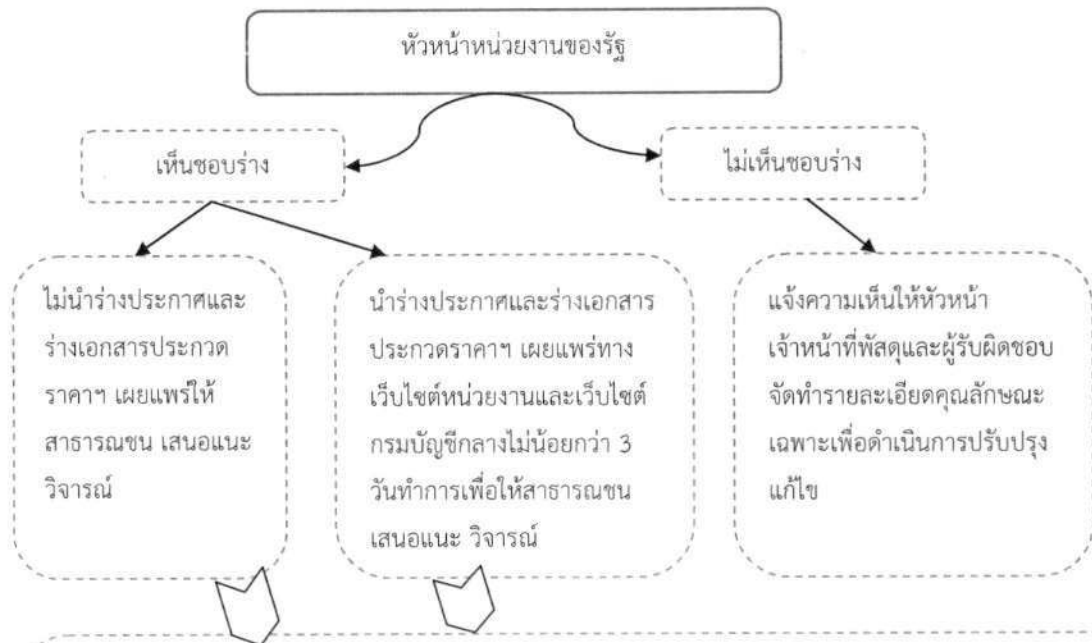 หัวหน้าหน่วยงานของรัฐ
เห็นชอบร่าง
ไม่เห็นชอบร่าง
ไม่นำร่างประกาศและ
ร่างเอกสารประกวด
ราคาฯ เผยแพร่ให้
สาธารณชน เสนอแนะ
วิจารณ์
นำร่างประกาศและร่างเอกสาร
ประกวดราคาฯ เผยแพร่ทาง
เว็บไซต์หน่วยงานและเว็บไซต์
กรมบัญชีกลางไม่น้อยกว่า 3
วันทำการเพื่อให้สาธารณชน
เสนอแนะ วิจารณ์
แจ้งความเห็นให้หัวหน้า
เจ้าหน้าที่พัสดุและผู้รับผิดชอบ
จัดทำรายละเอียดคุณลักษณะ
เฉพาะเพื่อดำเนินการปรับปรุง
แก้ไข